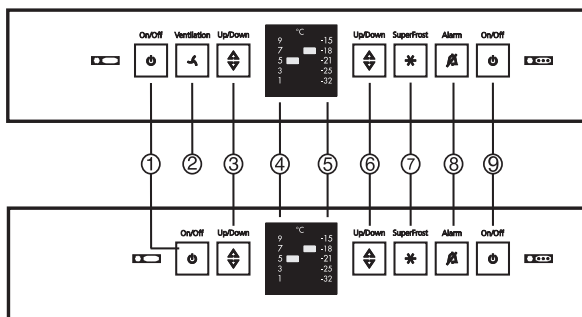 On/Off Ventilation Up/Down Up/Down SuperFrost Alarm On/Off
°C
9 -15
7 -18
5 -21
3 -25
1 -32
1 2 3 4 5 6 7 8 9
On/Off Up/Down Up/Down SuperFrost Alarm On/Off
°C
9 -15
7 -18
5 -21
3 -25
1 -32